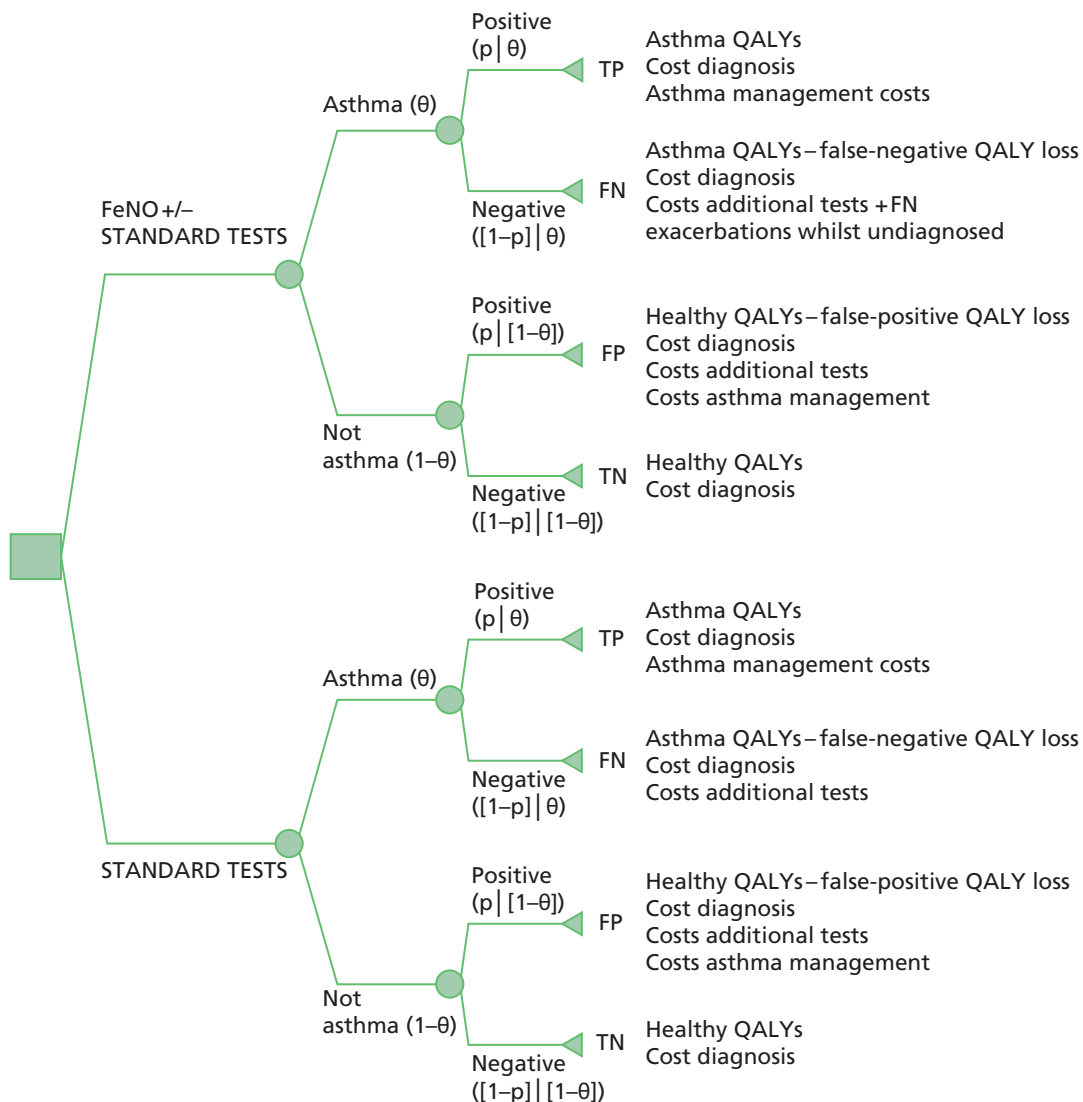 Positive
(p|θ)
TP
Asthma QALYs
Cost diagnosis
Asthma management costs
Asthma (θ)
Negative
([1–p]|θ)
FN
Asthma QALYs–false-negative QALY loss
Cost diagnosis
Costs additional tests +FN
exacerbations whilst undiagnosed
FeNO+/–
STANDARD TESTS
Positive
(p|[1–θ])
FP
Healthy QALYs–false-positive QALY loss
Cost diagnosis
Costs additional tests
Costs asthma management
Not
asthma (1–θ)
Negative
([1–p]|[1–θ])
TN
Healthy QALYs
Cost diagnosis
Positive
(p|θ)
TP
Asthma QALYs
Cost diagnosis
Asthma management costs
Asthma (θ)
Negative
([1–p]|θ)
FN
Asthma QALYs–false-negative QALY loss
Cost diagnosis
Costs additional tests
STANDARD TESTS
Positive
(p|[1–θ])
FP
Healthy QALYs–false-positive QALY loss
Cost diagnosis
Costs additional tests
Costs asthma management
Not
asthma (1–θ)
Negative
([1–p]|[1–θ])
TN
Healthy QALYs
Cost diagnosis